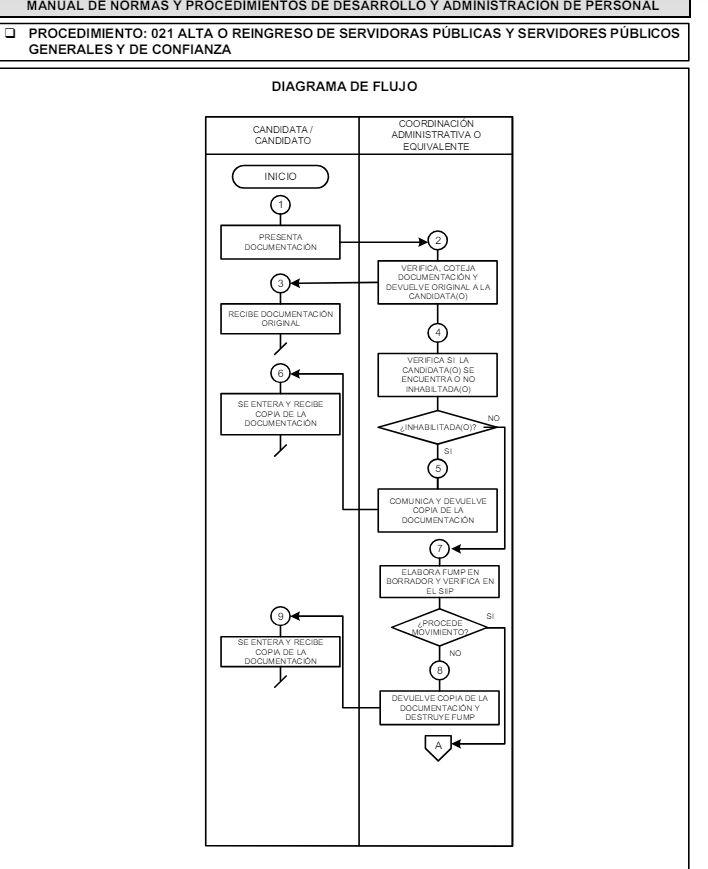 MANUAL DE NORMAS Y PROCEDIMIENTOS DE DESARROLLO Y ADMINISTRACIÓN DE PERSONAL
❑ PROCEDIMIENTO: 021 ALTA O REINGRESO DE SERVIDORAS PÚBLICAS Y SERVIDORES PÚBLICOS
GENERALES Y DE CONFIANZA
DIAGRAMA DE FLUJO
CANDIDATA /
CANDIDATO
COORDINACIÓN
ADMINISTRATIVA O
EQUIVALENTE
INICIO
1
PRESENTA
DOCUMENTACIÓN
2
VERIFICA, COTEJA
DOCUMENTACIÓN Y
DEVUELVE ORIGINAL A LA
CANDIDATA(O)
3
RECIBE DOCUMENTACIÓN
ORIGINAL
4
VERIFICA SI LA
CANDIDATA(O) SE
ENCUENTRA O NO
INHABILTADA(O)
¿INHABILITADA(O)?
NO
SI
5
COMUNICA Y DEVUELVE
COPIA DE LA
DOCUMENTACIÓN
6
SE ENTERA Y RECIBE
COPIA DE LA
DOCUMENTACIÓN
7
ELABORA FUMP EN
BORRADOR Y VERIFICA EN
EL SIIP
¿PROCEDE
MOVIMIENTO?
SI
NO
8
DEVUELVE COPIA DE LA
DOCUMENTACIÓN Y
DESTRUYE FUMP
9
SE ENTERA Y RECIBE
COPIA DE LA
DOCUMENTACIÓN
A